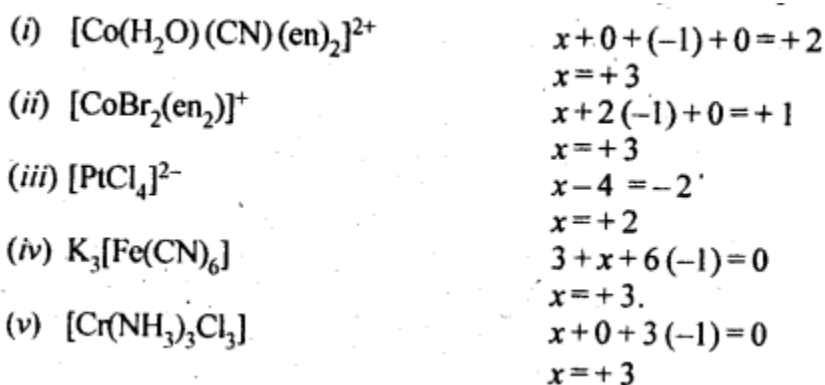 (i) [Co(H₂O)(CN)(en)₂]²⁺ x+0+(–1)+0=+2
x=+3
(ii) [CoBr₂(en₂)]⁺ x+2(–1)+0=+1
x=+3
(iii) [PtCl₄]²⁻ x–4 =–2
x=+2
(iv) K₃[Fe(CN)₆] 3+x+6(–1)=0
x=+3.
(v) [Cr(NH₃)₃Cl₃] x+0+3(–1)=0
x=+3